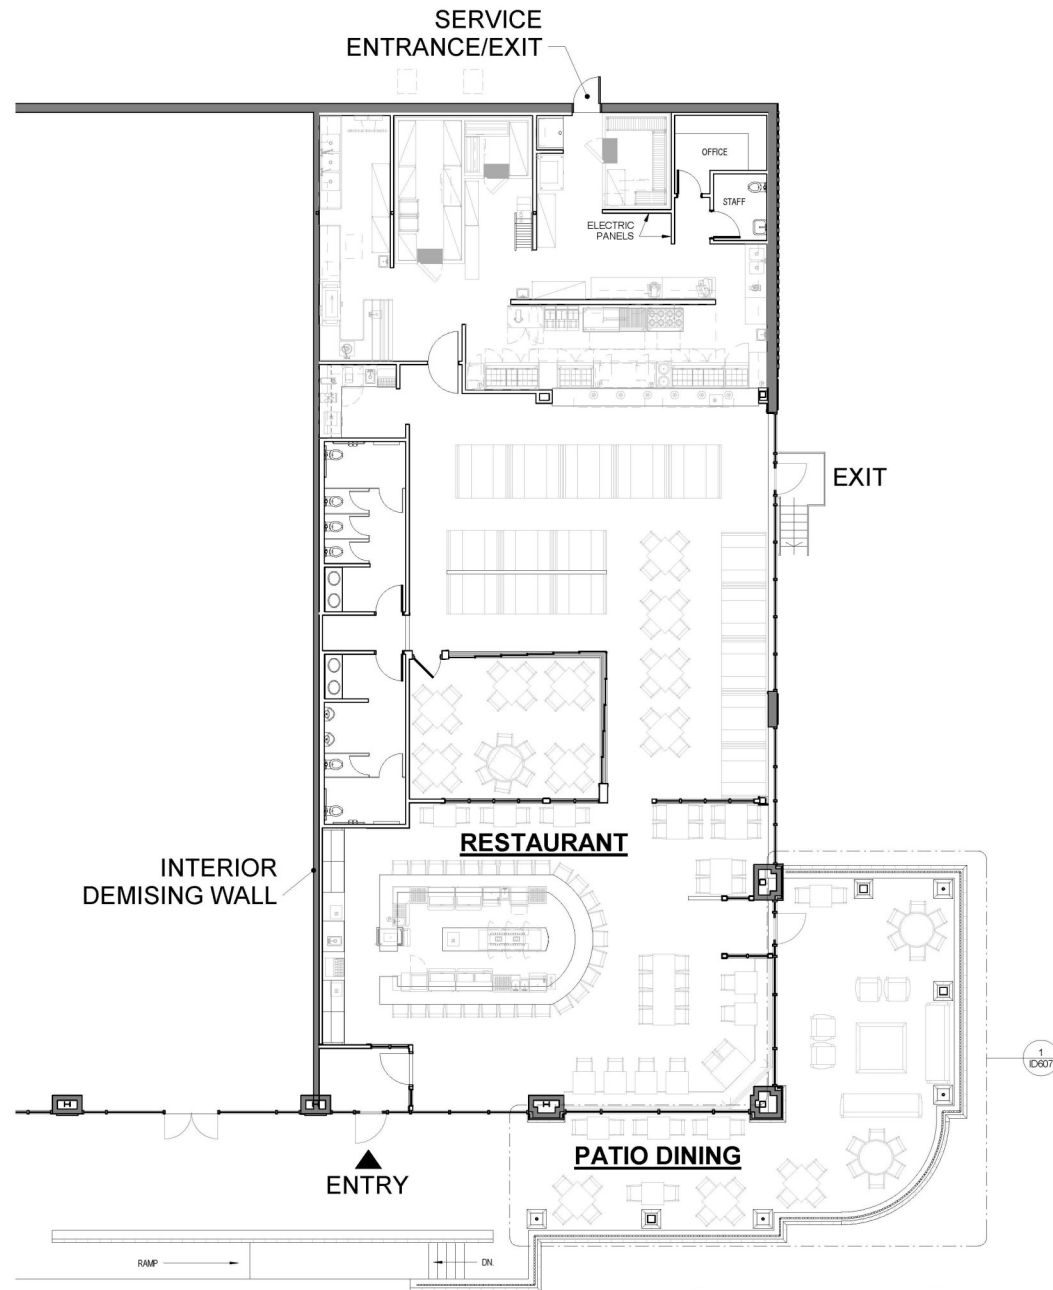 SERVICE
ENTRANCE/EXIT
OFFICE
STAFF
ELECTRIC
PANELS
EXIT
RESTAURANT
INTERIOR
DEMISING WALL
1
ID607
PATIO DINING
ENTRY
RAMP
DN.